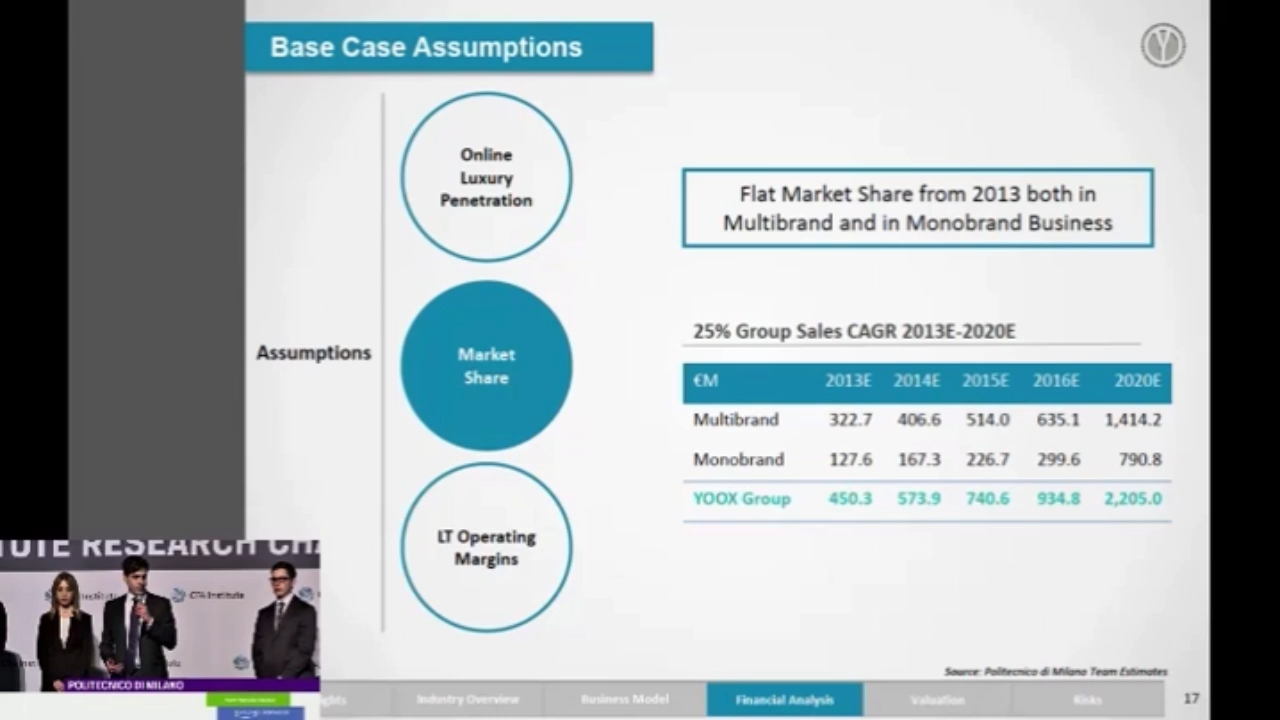 Base Case Assumptions
Online
Luxury
Penetration
Flat Market Share from 2013 both in
Multibrand and in Monobrand Business
Assumptions
Market
Share
25% Group Sales CAGR 2013E-2020E
€M 2013E 2014E 2015E 2016E 2020E
Multibrand 322.7 406.6 514.0 635.1 1,414.2
Monobrand 127.6 167.3 226.7 299.6 790.8
YOOX Group 450.3 573.9 740.6 934.8 2,205.0
LT Operating
Margins
Source: Politecnico di Milano Team Estimates
Industry Overview Business Model Financial Analysis Valuation Risks 17
RESEARCH
CFA Institute
POLITECNICO DI MILANO